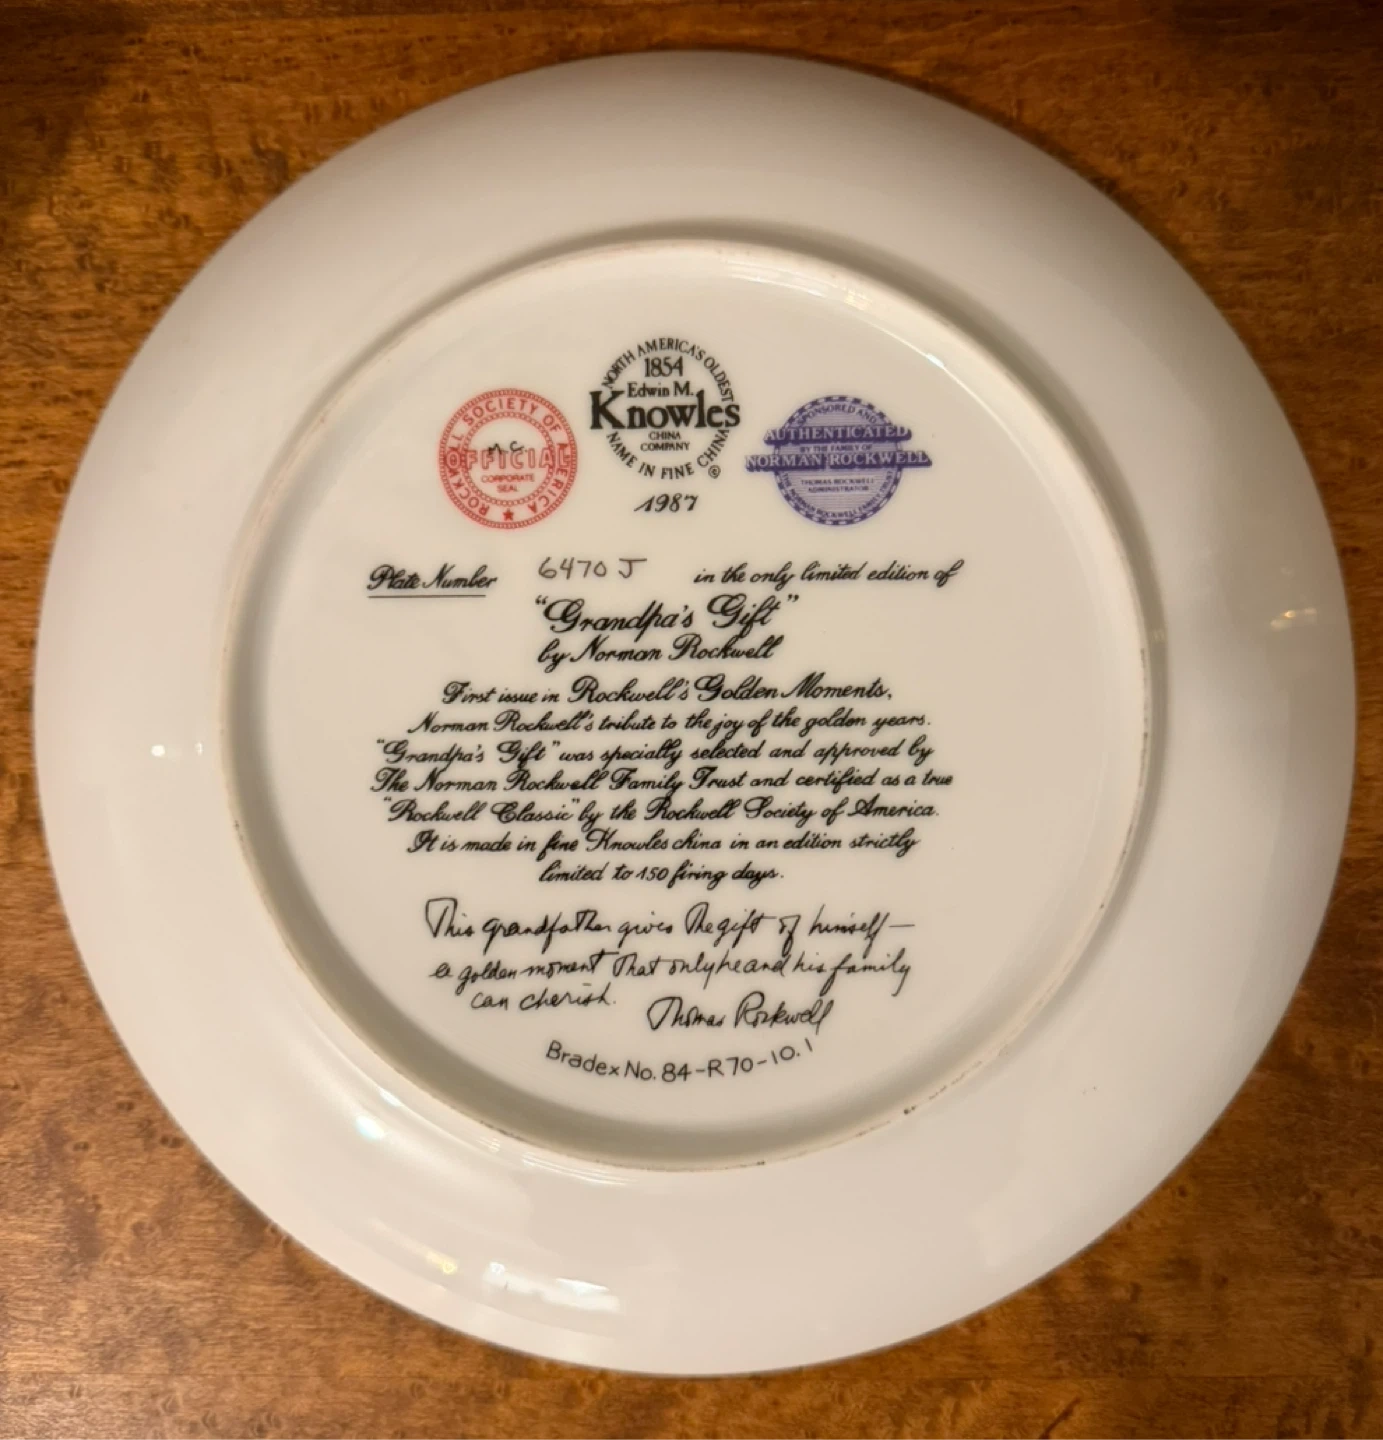 NORTH AMERICA'S OLDEST
1854
Edwin M.
Knowles
CHINA
COMPANY
NAME IN FINE CHINA
©
1987
ROCKWELL SOCIETY OF AMERICA
M.C.
OFFICIAL
CORPORATE
SEAL
SPONSORED AND
AUTHENTICATED
BY THE FAMILY OF
NORMAN ROCKWELL
THOMAS ROCKWELL
ADMINISTRATOR
THE NORMAN ROCKWELL FAMILY TRUST
Plate Number 6470 J in the only limited edition of
"Grandpa's Gift"
by Norman Rockwell
First issue in Rockwell's Golden Moments,
Norman Rockwell's tribute to the joy of the golden years.
"Grandpa's Gift" was specially selected and approved by
The Norman Rockwell Family Trust and certified as a true
"Rockwell Classic" by the Rockwell Society of America.
It is made in fine Knowles china in an edition strictly
limited to 150 firing days.
This grandfather gives the gift of himself—
a golden moment that only he and his family
can cherish.
Thomas Rockwell
Bradex No. 84-R70-10.1